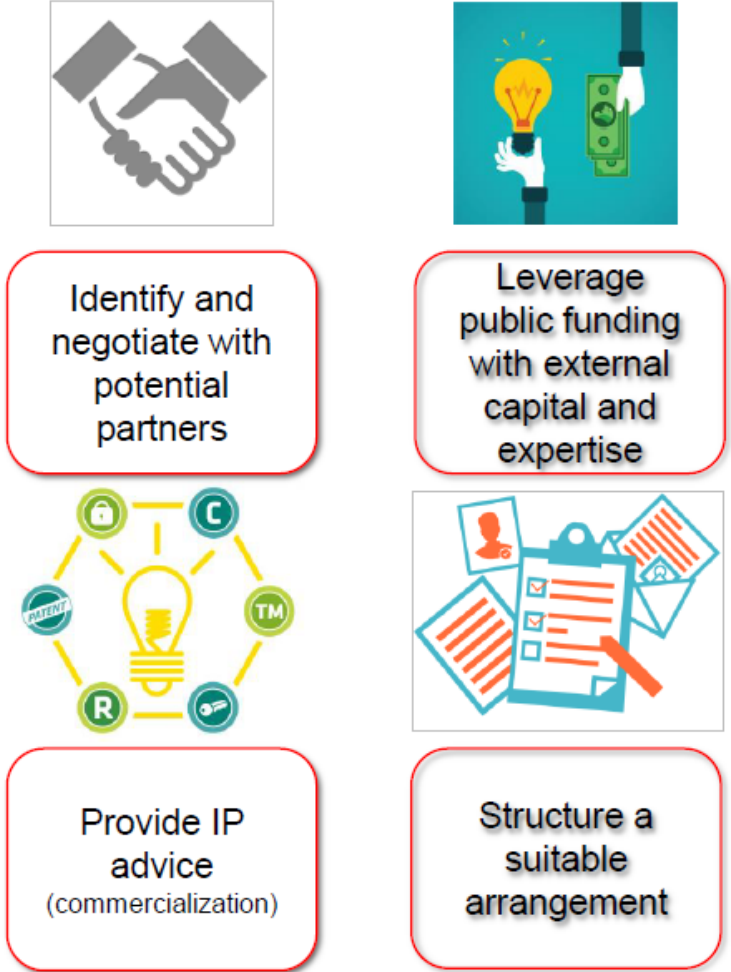 Identify and
negotiate with
potential
partners
Leverage
public funding
with external
capital and
expertise
C
PATENT
TM
R
Provide IP
advice
(commercialization)
Structure a
suitable
arrangement